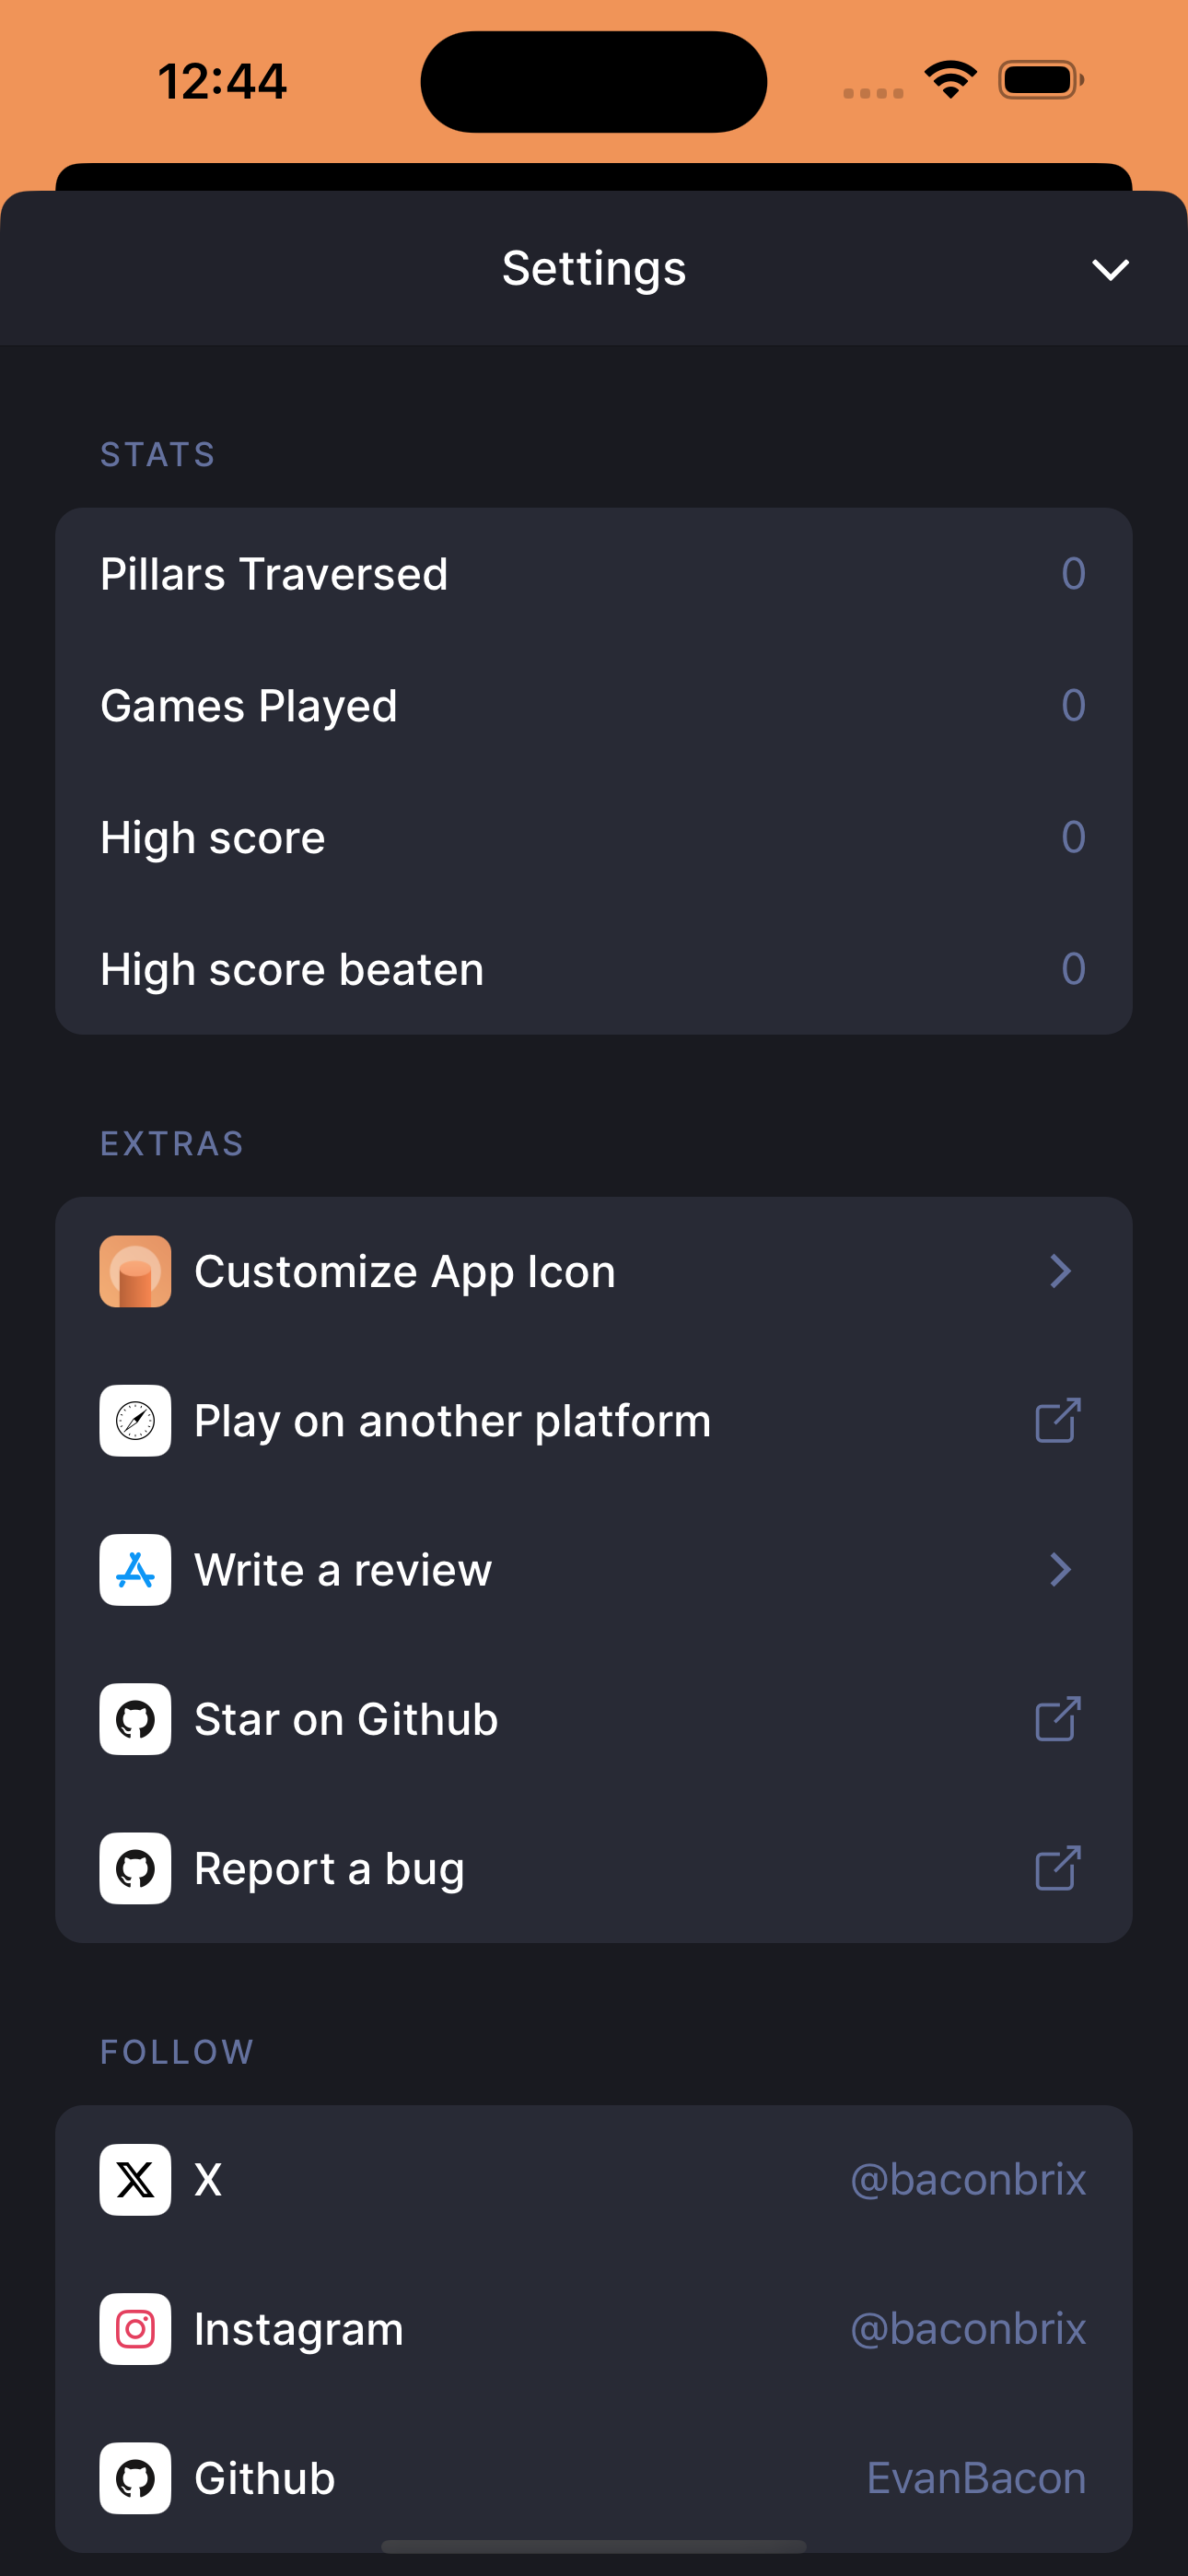 12:44
Settings
STATS
Pillars Traversed 0
Games Played 0
High score 0
High score beaten 0
EXTRAS
Customize App Icon
Play on another platform
Write a review
Star on Github
Report a bug
FOLLOW
X @baconbrix
Instagram @baconbrix
Github EvanBacon